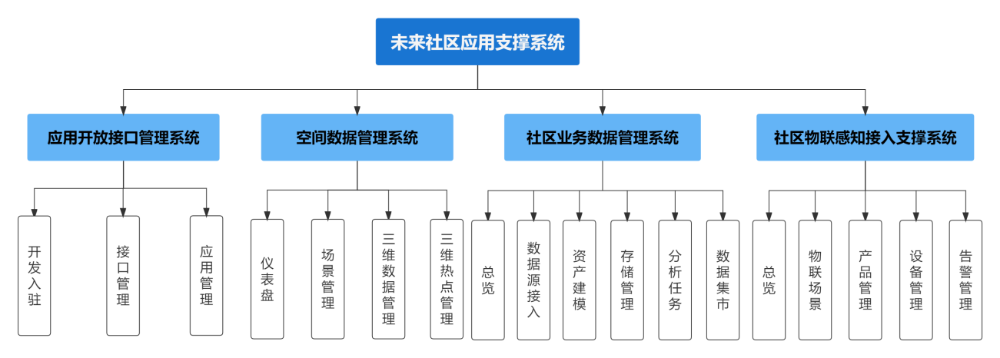 未来社区应用支撑系统
应用开放接口管理系统
空间数据管理系统
社区业务数据管理系统
社区物联感知接入支撑系统
开发入驻
接口管理
应用管理
仪表盘
场景管理
三维数据管理
三维热点管理
总览
数据源接入
资产建模
存储管理
分析任务
数据集市
总览
物联场景
产品管理
设备管理
告警管理